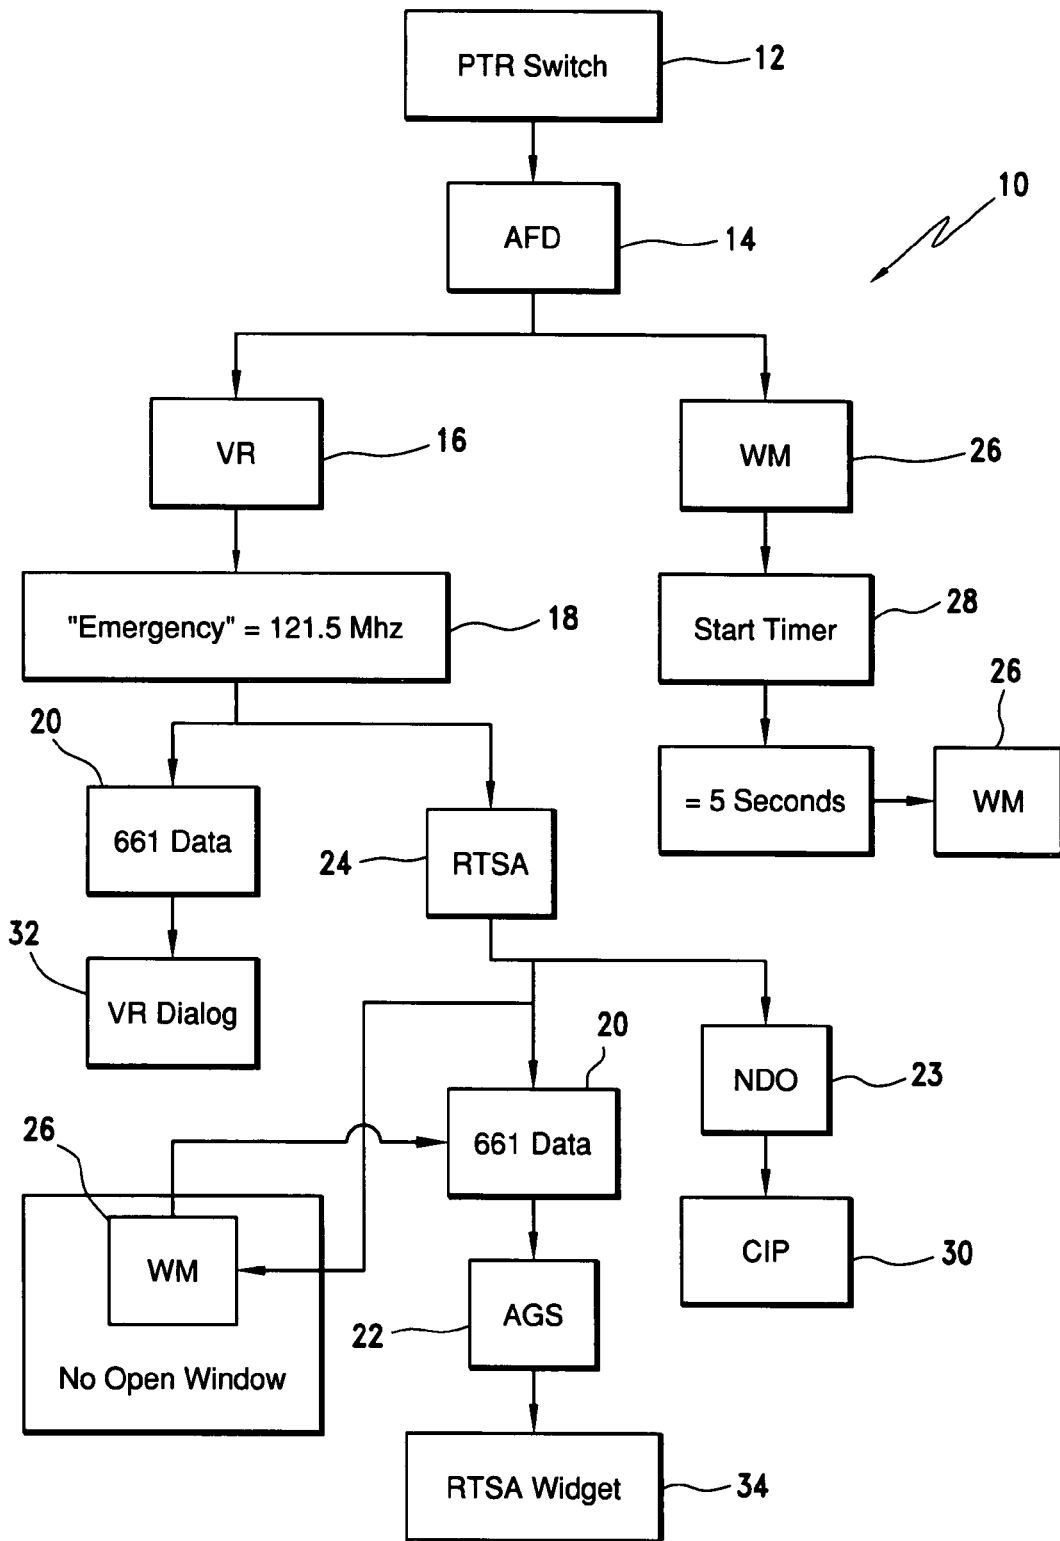 PTR Switch
12
AFD
14
10
VR
16
WM
26
"Emergency" = 121.5 Mhz
18
Start Timer
28
26
20
661 Data
24
RTSA
= 5 Seconds
WM
32
VR Dialog
20
661 Data
NDO
23
26
WM
No Open Window
22
AGS
CIP
30
RTSA Widget
34